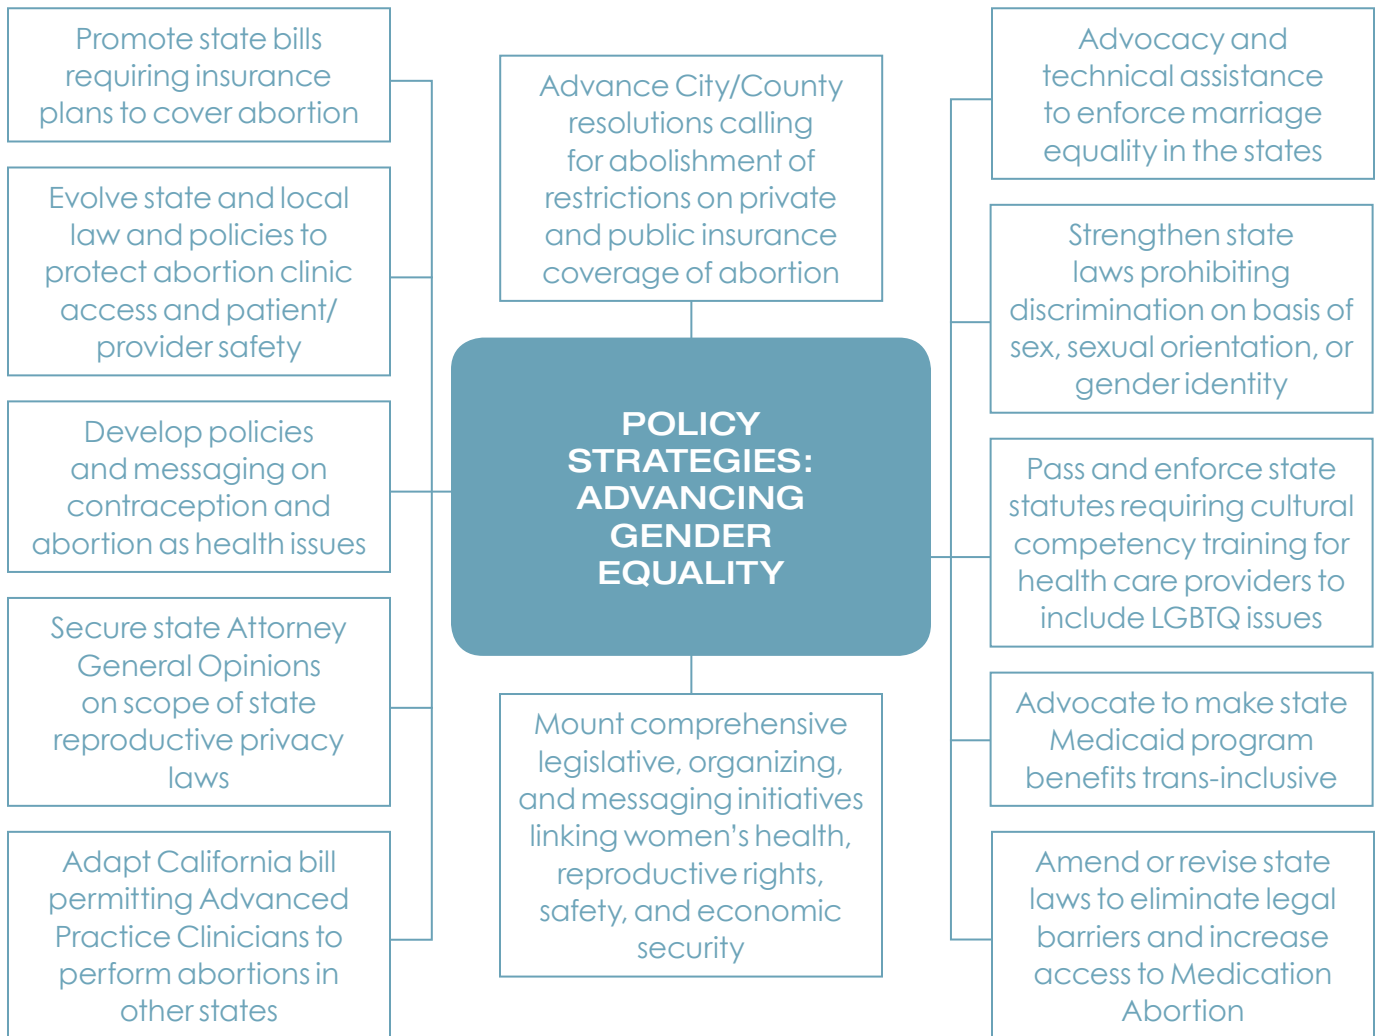 Promote state bills
requiring insurance
plans to cover abortion
Evolve state and local
law and policies to
protect abortion clinic
access and patient/
provider safety
Develop policies
and messaging on
contraception and
abortion as health issues
Secure state Attorney
General Opinions
on scope of state
reproductive privacy
laws
Adapt California bill
permitting Advanced
Practice Clinicians to
perform abortions in
other states
Advance City/County
resolutions calling
for abolishment of
restrictions on private
and public insurance
coverage of abortion
POLICY
STRATEGIES:
ADVANCING
GENDER
EQUALITY
Mount comprehensive
legislative, organizing,
and messaging initiatives
linking women’s health,
reproductive rights,
safety, and economic
security
Advocacy and
technical assistance
to enforce marriage
equality in the states
Strengthen state
laws prohibiting
discrimination on basis of
sex, sexual orientation, or
gender identity
Pass and enforce state
statutes requiring cultural
competency training for
health care providers to
include LGBTQ issues
Advocate to make state
Medicaid program
benefits trans-inclusive
Amend or revise state
laws to eliminate legal
barriers and increase
access to Medication
Abortion